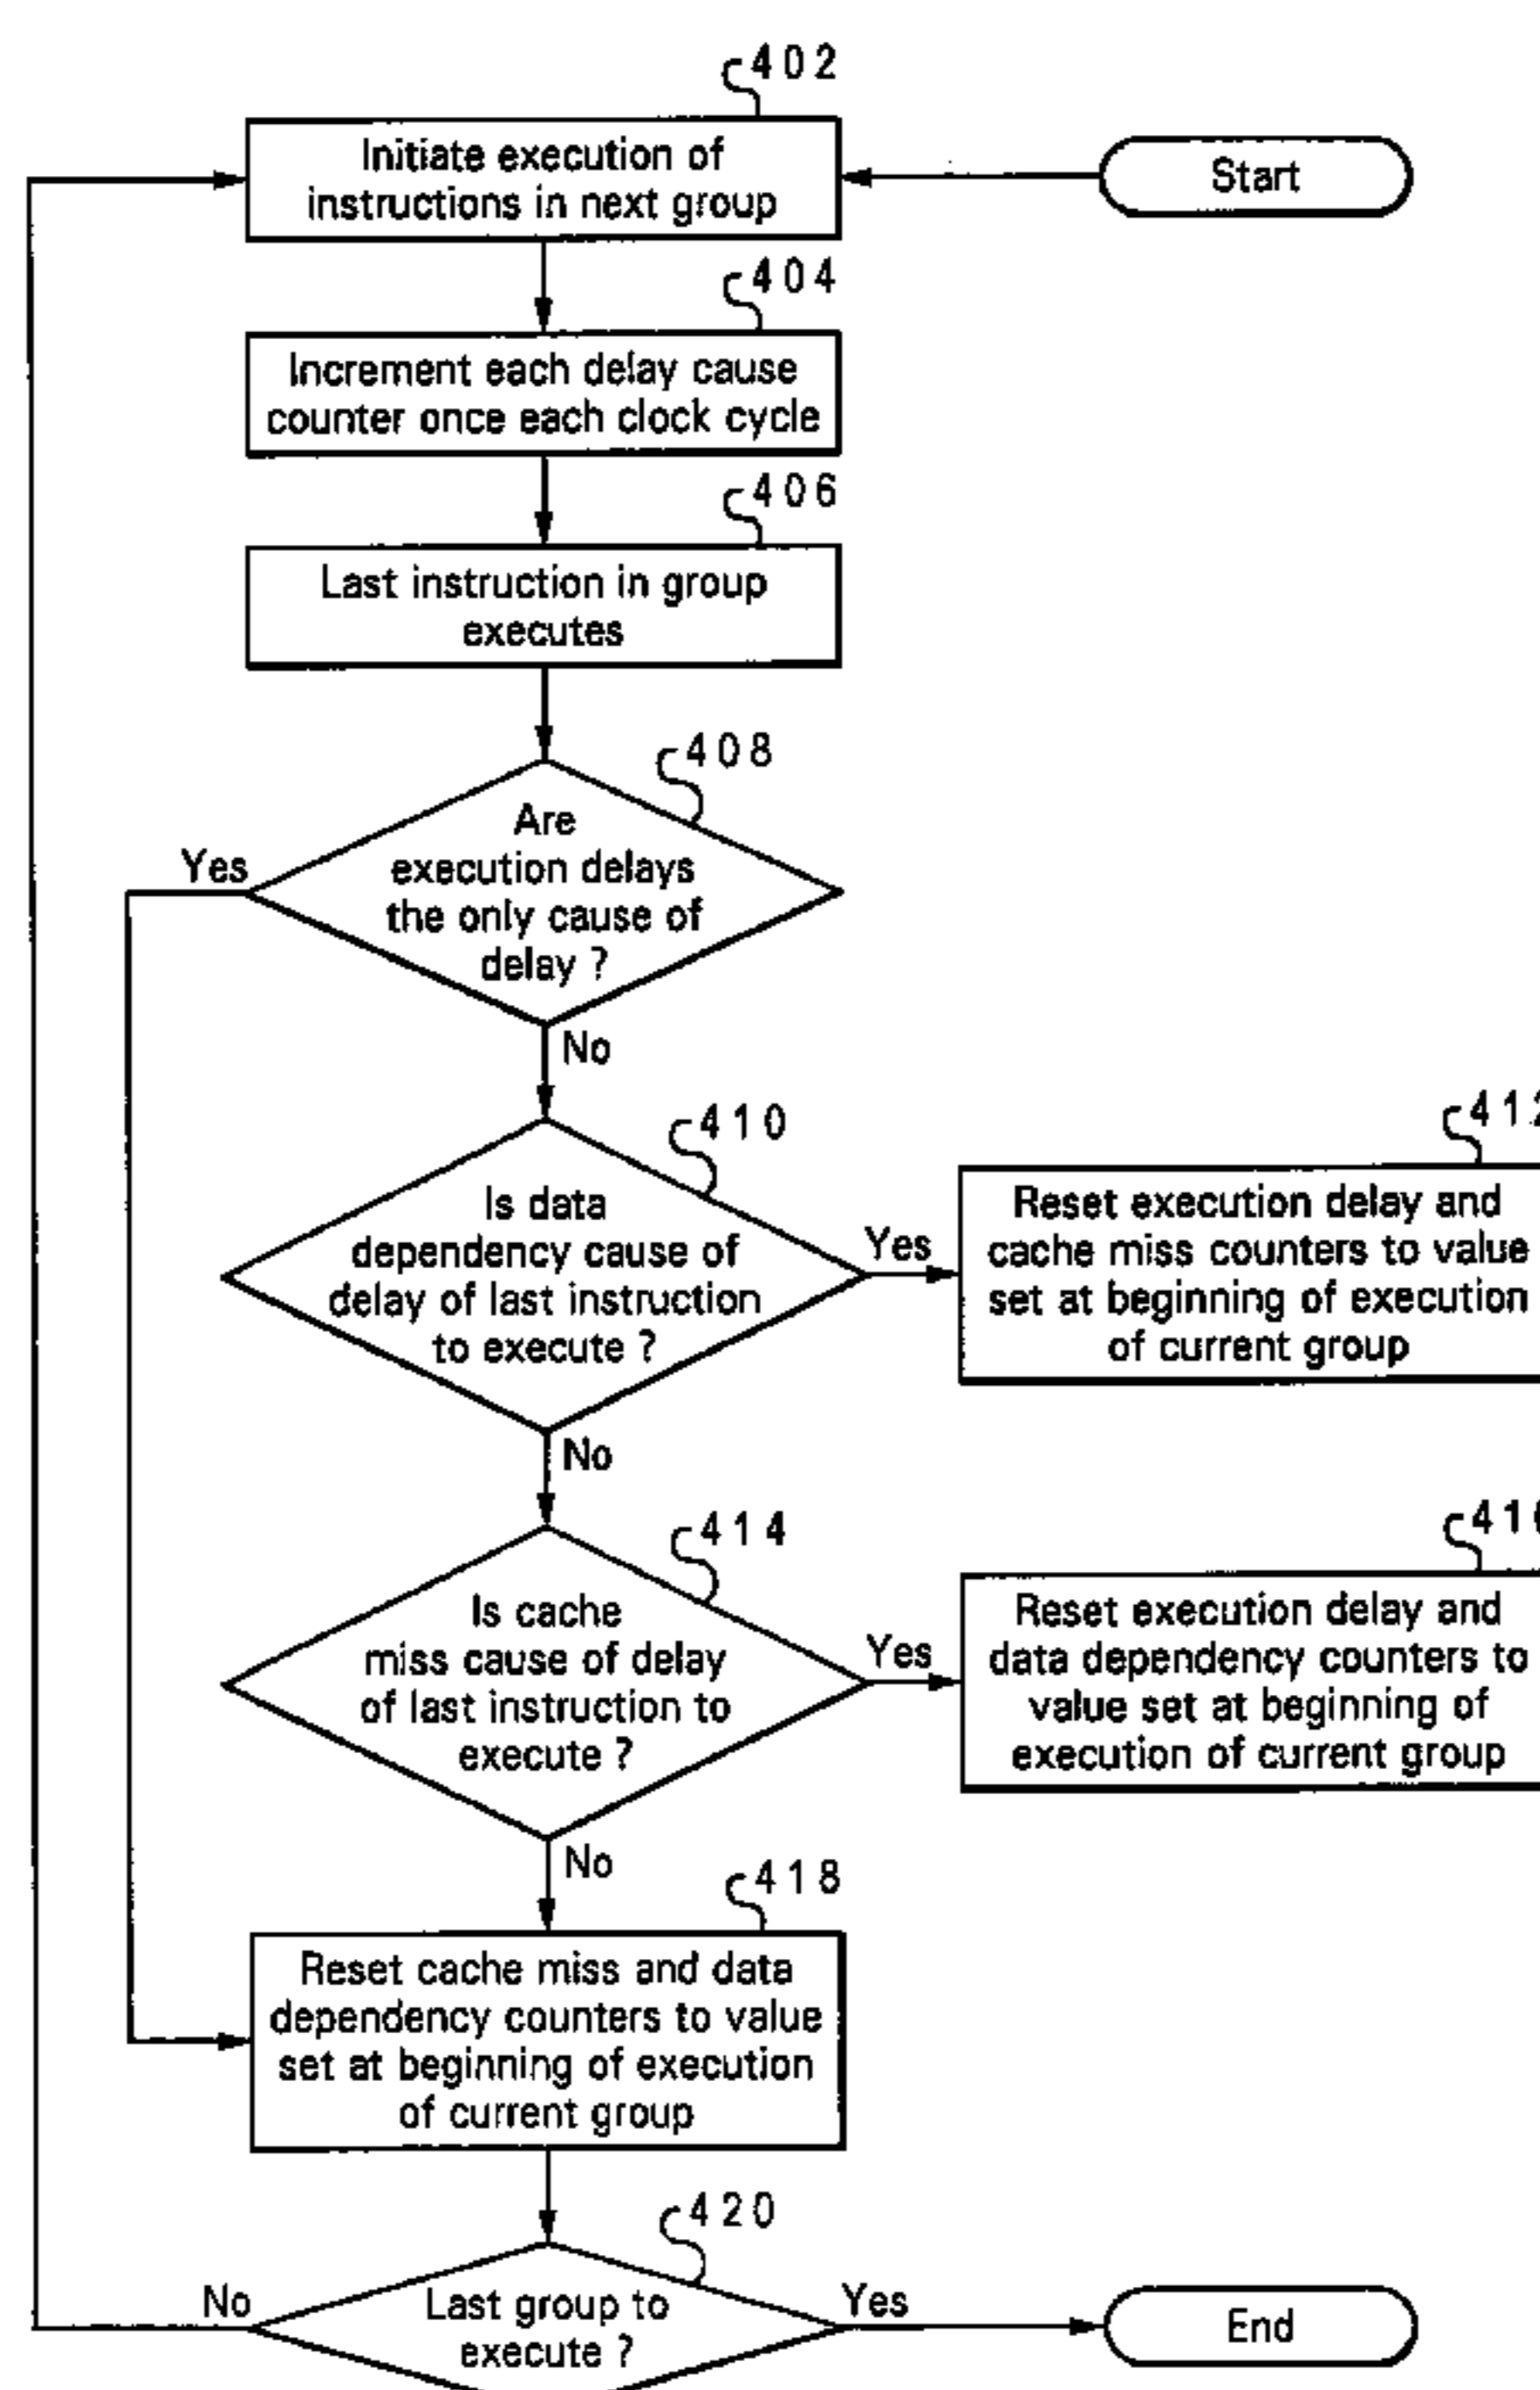 402
Initiate execution of
instructions in next group
Start
404
Increment each delay cause
counter once each clock cycle
406
Last instruction in group
executes
408
Are
execution delays
the only cause of
delay ?
Yes
No
410
Is data
dependency cause of
delay of last instruction
to execute ?
Yes
Reset execution delay and
cache miss counters to value
set at beginning of execution
of current group
No
414
Is cache
miss cause of delay
of last instruction to
execute ?
Yes
Reset execution delay and
data dependency counters to
value set at beginning of
execution of current group
No
418
Reset cache miss and data
dependency counters to value
set at beginning of execution
of current group
420
Last group to
execute ?
No
Yes
End